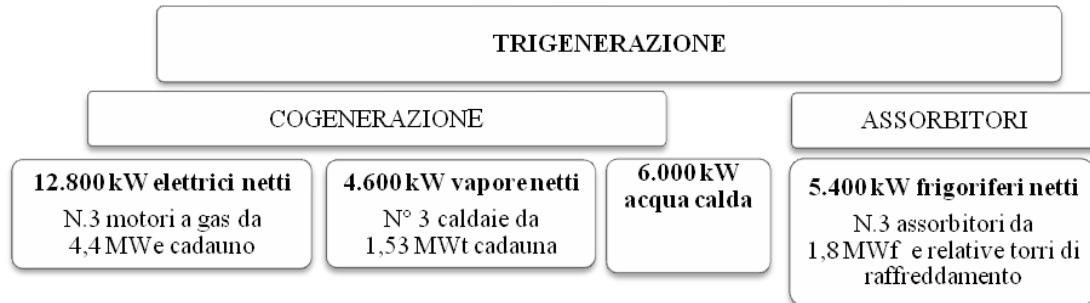 TRIGENERAZIONE
COGENERAZIONE
ASSORBITORI
12.800 kW elettrici netti
N.3 motori a gas da
4,4 MWe cadauno
4.600 kW vapore netti
N° 3 caldaie da
1,53 MWt cadauna
6.000 kW
acqua calda
5.400 kW frigoriferi netti
N.3 assorbitori da
1,8 MWf e relative torri di
raffreddamento